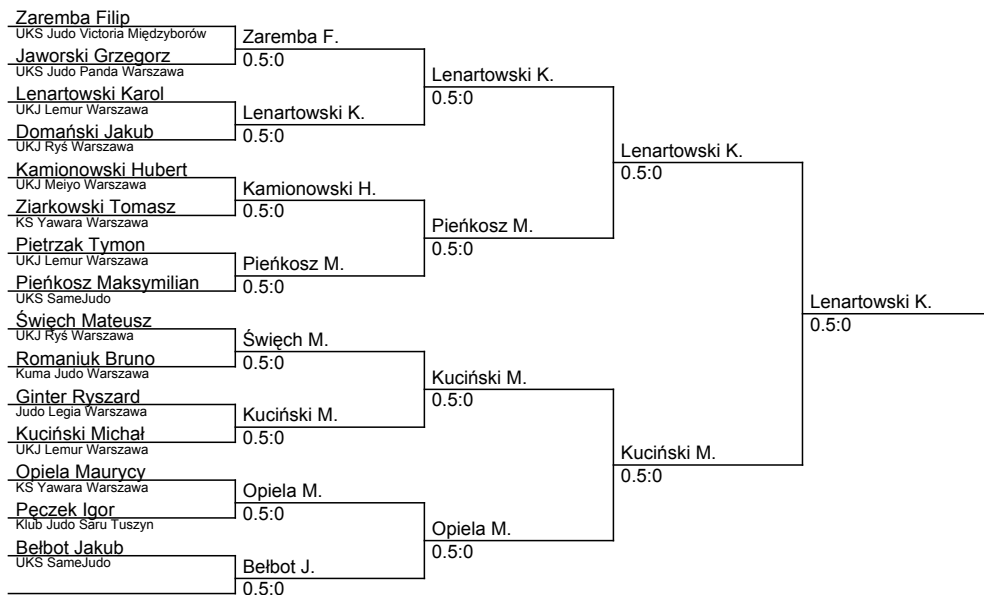 Zaremba Filip
UKS Judo Victoria Międzyborów
Jaworski Grzegorz
UKS Judo Panda Warszawa
Lenartowski Karol
UKJ Lemur Warszawa
Domański Jakub
UKJ Ryś Warszawa
Kamionowski Hubert
UKJ Meiyo Warszawa
Ziarkowski Tomasz
KS Yawara Warszawa
Pietrzak Tymon
UKJ Lemur Warszawa
Pieńkosz Maksymilian
UKS SameJudo
Święch Mateusz
UKJ Ryś Warszawa
Romaniuk Bruno
Kuma Judo Warszawa
Ginter Ryszard
Judo Legia Warszawa
Kuciński Michał
UKJ Lemur Warszawa
Opiela Maurycy
KS Yawara Warszawa
Pęczek Igor
Klub Judo Saru Tuszyn
Bełbot Jakub
UKS SameJudo
Zaremba F.
0.5:0
Lenartowski K.
0.5:0
Kamionowski H.
0.5:0
Pieńkosz M.
0.5:0
Święch M.
0.5:0
Kuciński M.
0.5:0
Opiela M.
0.5:0
Bełbot J.
0.5:0
Lenartowski K.
0.5:0
Pieńkosz M.
0.5:0
Kuciński M.
0.5:0
Opiela M.
0.5:0
Lenartowski K.
0.5:0
Kuciński M.
0.5:0
Lenartowski K.
0.5:0